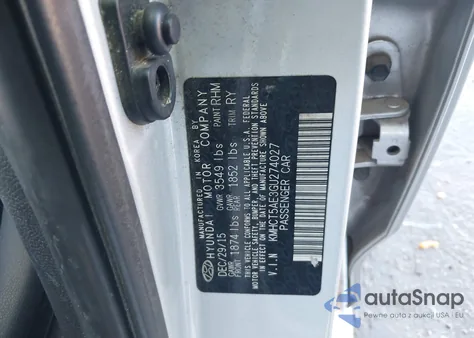 MANUFACTURED IN KOREA BY
HYUNDAI MOTOR COMPANY
DEC/29/15 GVWR 3549 lbs PAINT RHM
GAWR FRONT 1874 lbs GAWR REAR 1852 lbs TRIM RY
THIS VEHICLE CONFORMS TO ALL APPLICABLE U.S.A. FEDERAL
MOTOR VEHICLE SAFETY, BUMPER, AND THEFT PREVENTION STANDARDS
IN EFFECT ON THE DATE OF MANUFACTURE SHOWN ABOVE.
V.I.N KMHCT5AE3GU274027
PASSENGER CAR
autoSnap
Pewne auta z aukcji USA - EU